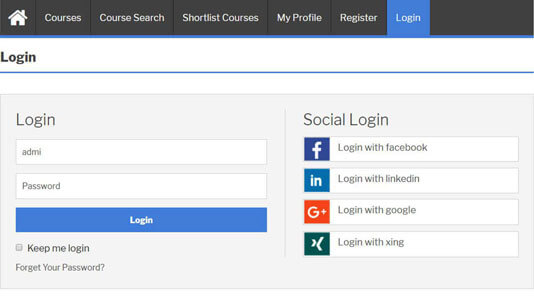 Courses Course Search Shortlist Courses My Profile Register Login
Login
Login
admi
Password
Login
Keep me login
Forget Your Password?
Social Login
f Login with facebook
in Login with linkedin
G+ Login with google
Login with xing